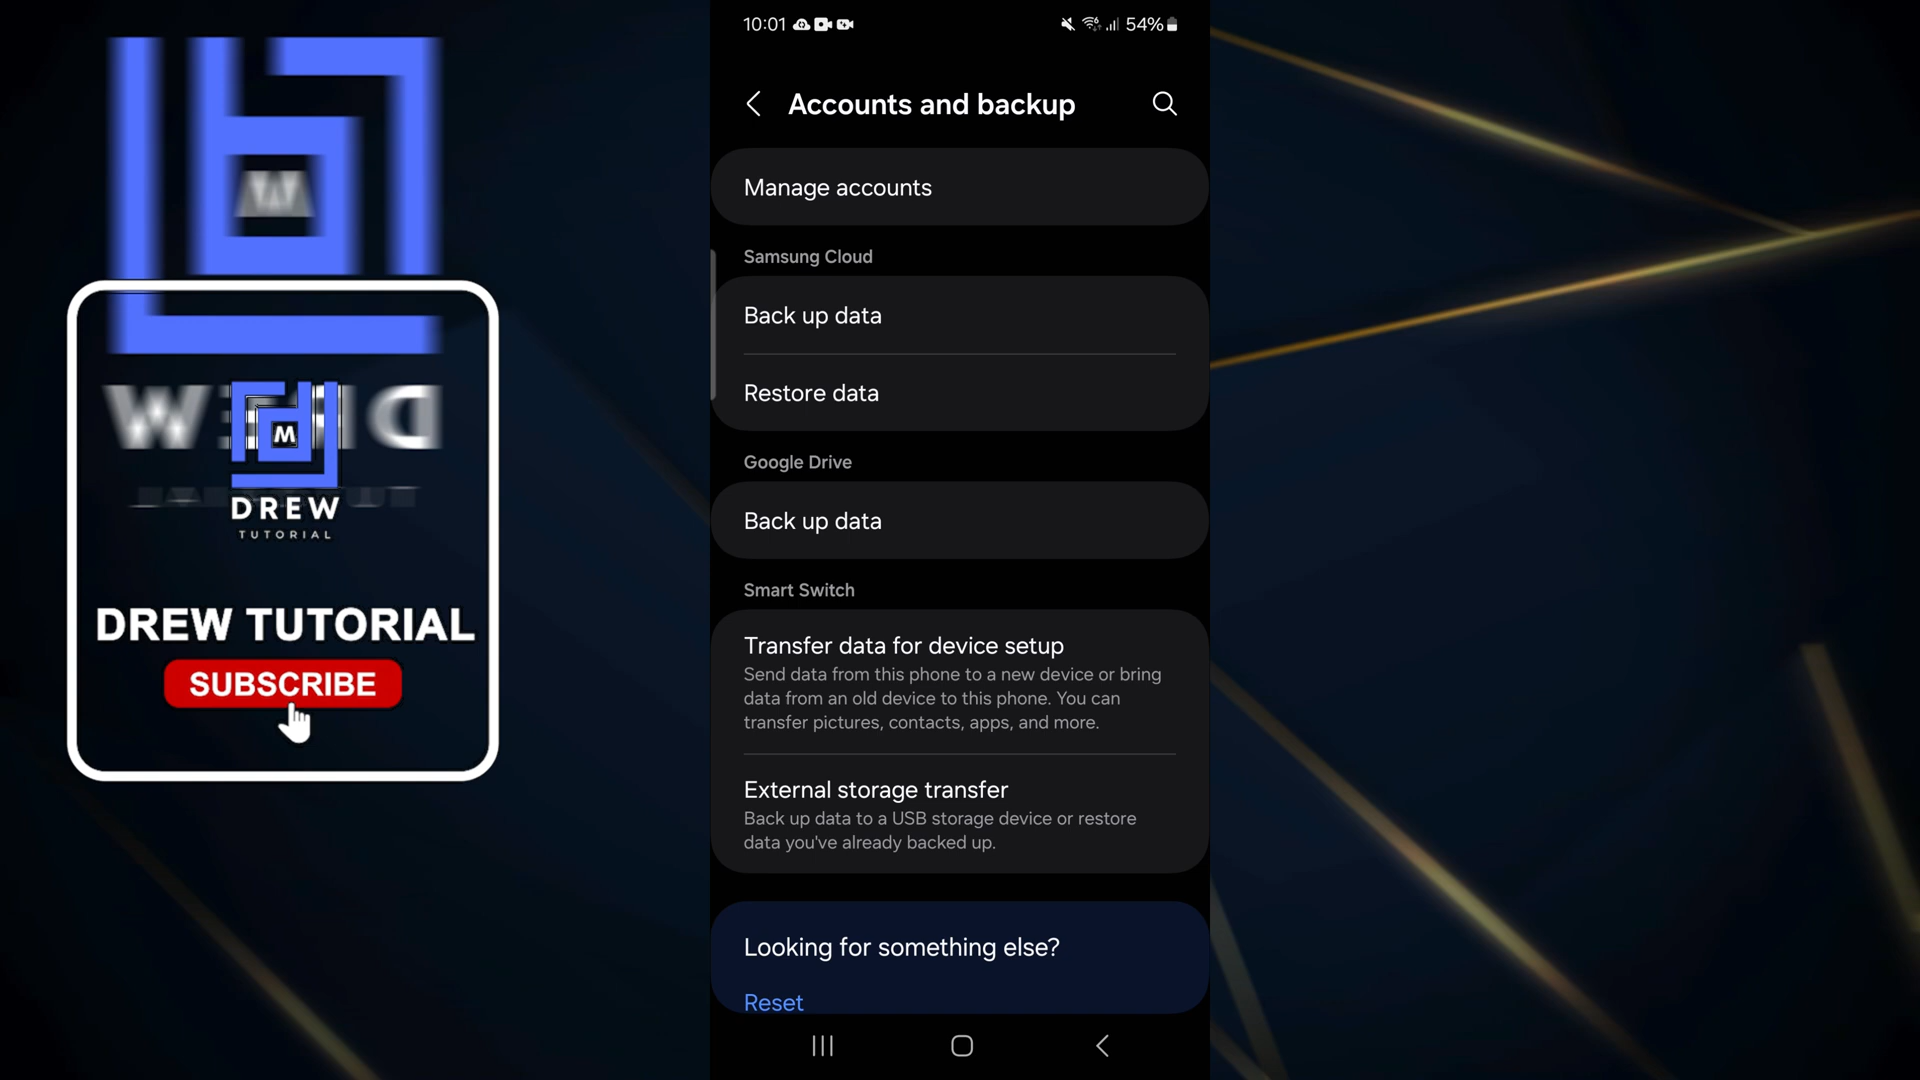 10:01
54%
Accounts and backup
Manage accounts
Samsung Cloud
Back up data
Restore data
Google Drive
Back up data
Smart Switch
Transfer data for device setup
Send data from this phone to a new device or bring
data from an old device to this phone. You can
transfer pictures, contacts, apps, and more.
External storage transfer
Back up data to a USB storage device or restore
data you've already backed up.
Looking for something else?
Reset
M
DREW
TUTORIAL
DREW TUTORIAL
SUBSCRIBE